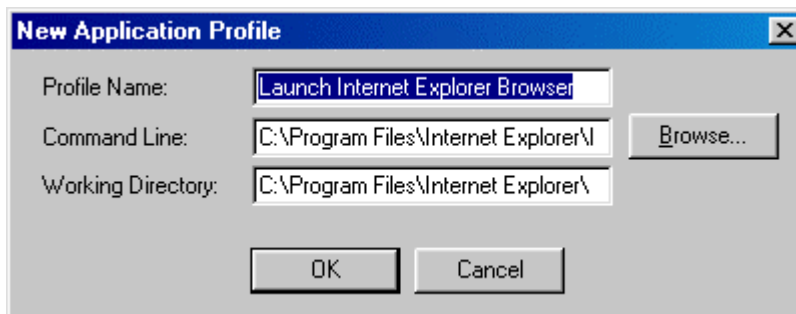 New Application Profile
Profile Name: Launch Internet Explorer Browser
Command Line: C:\Program Files\Internet Explorer\I Browse...
Working Directory: C:\Program Files\Internet Explorer\
OK Cancel